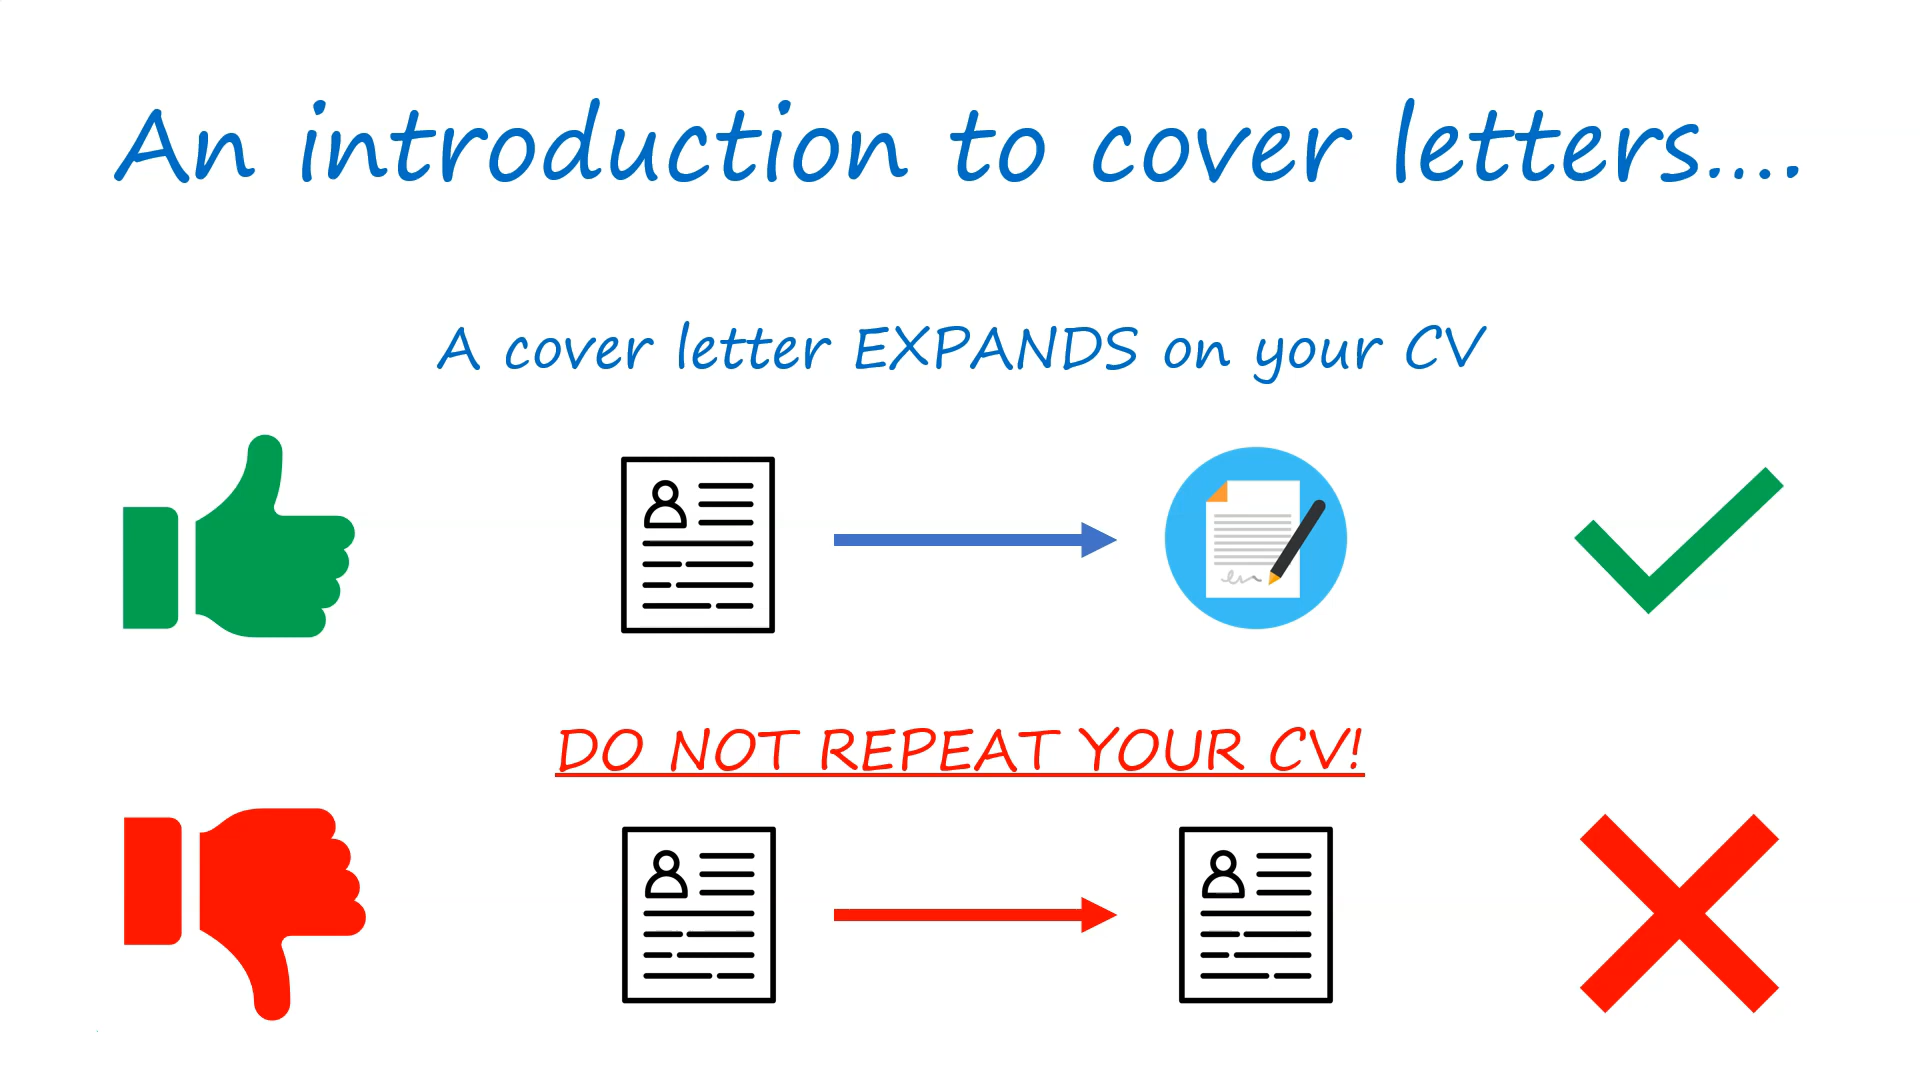 An introduction to cover letters....
A cover letter EXPANDS on your CV
DO NOT REPEAT YOUR CV!